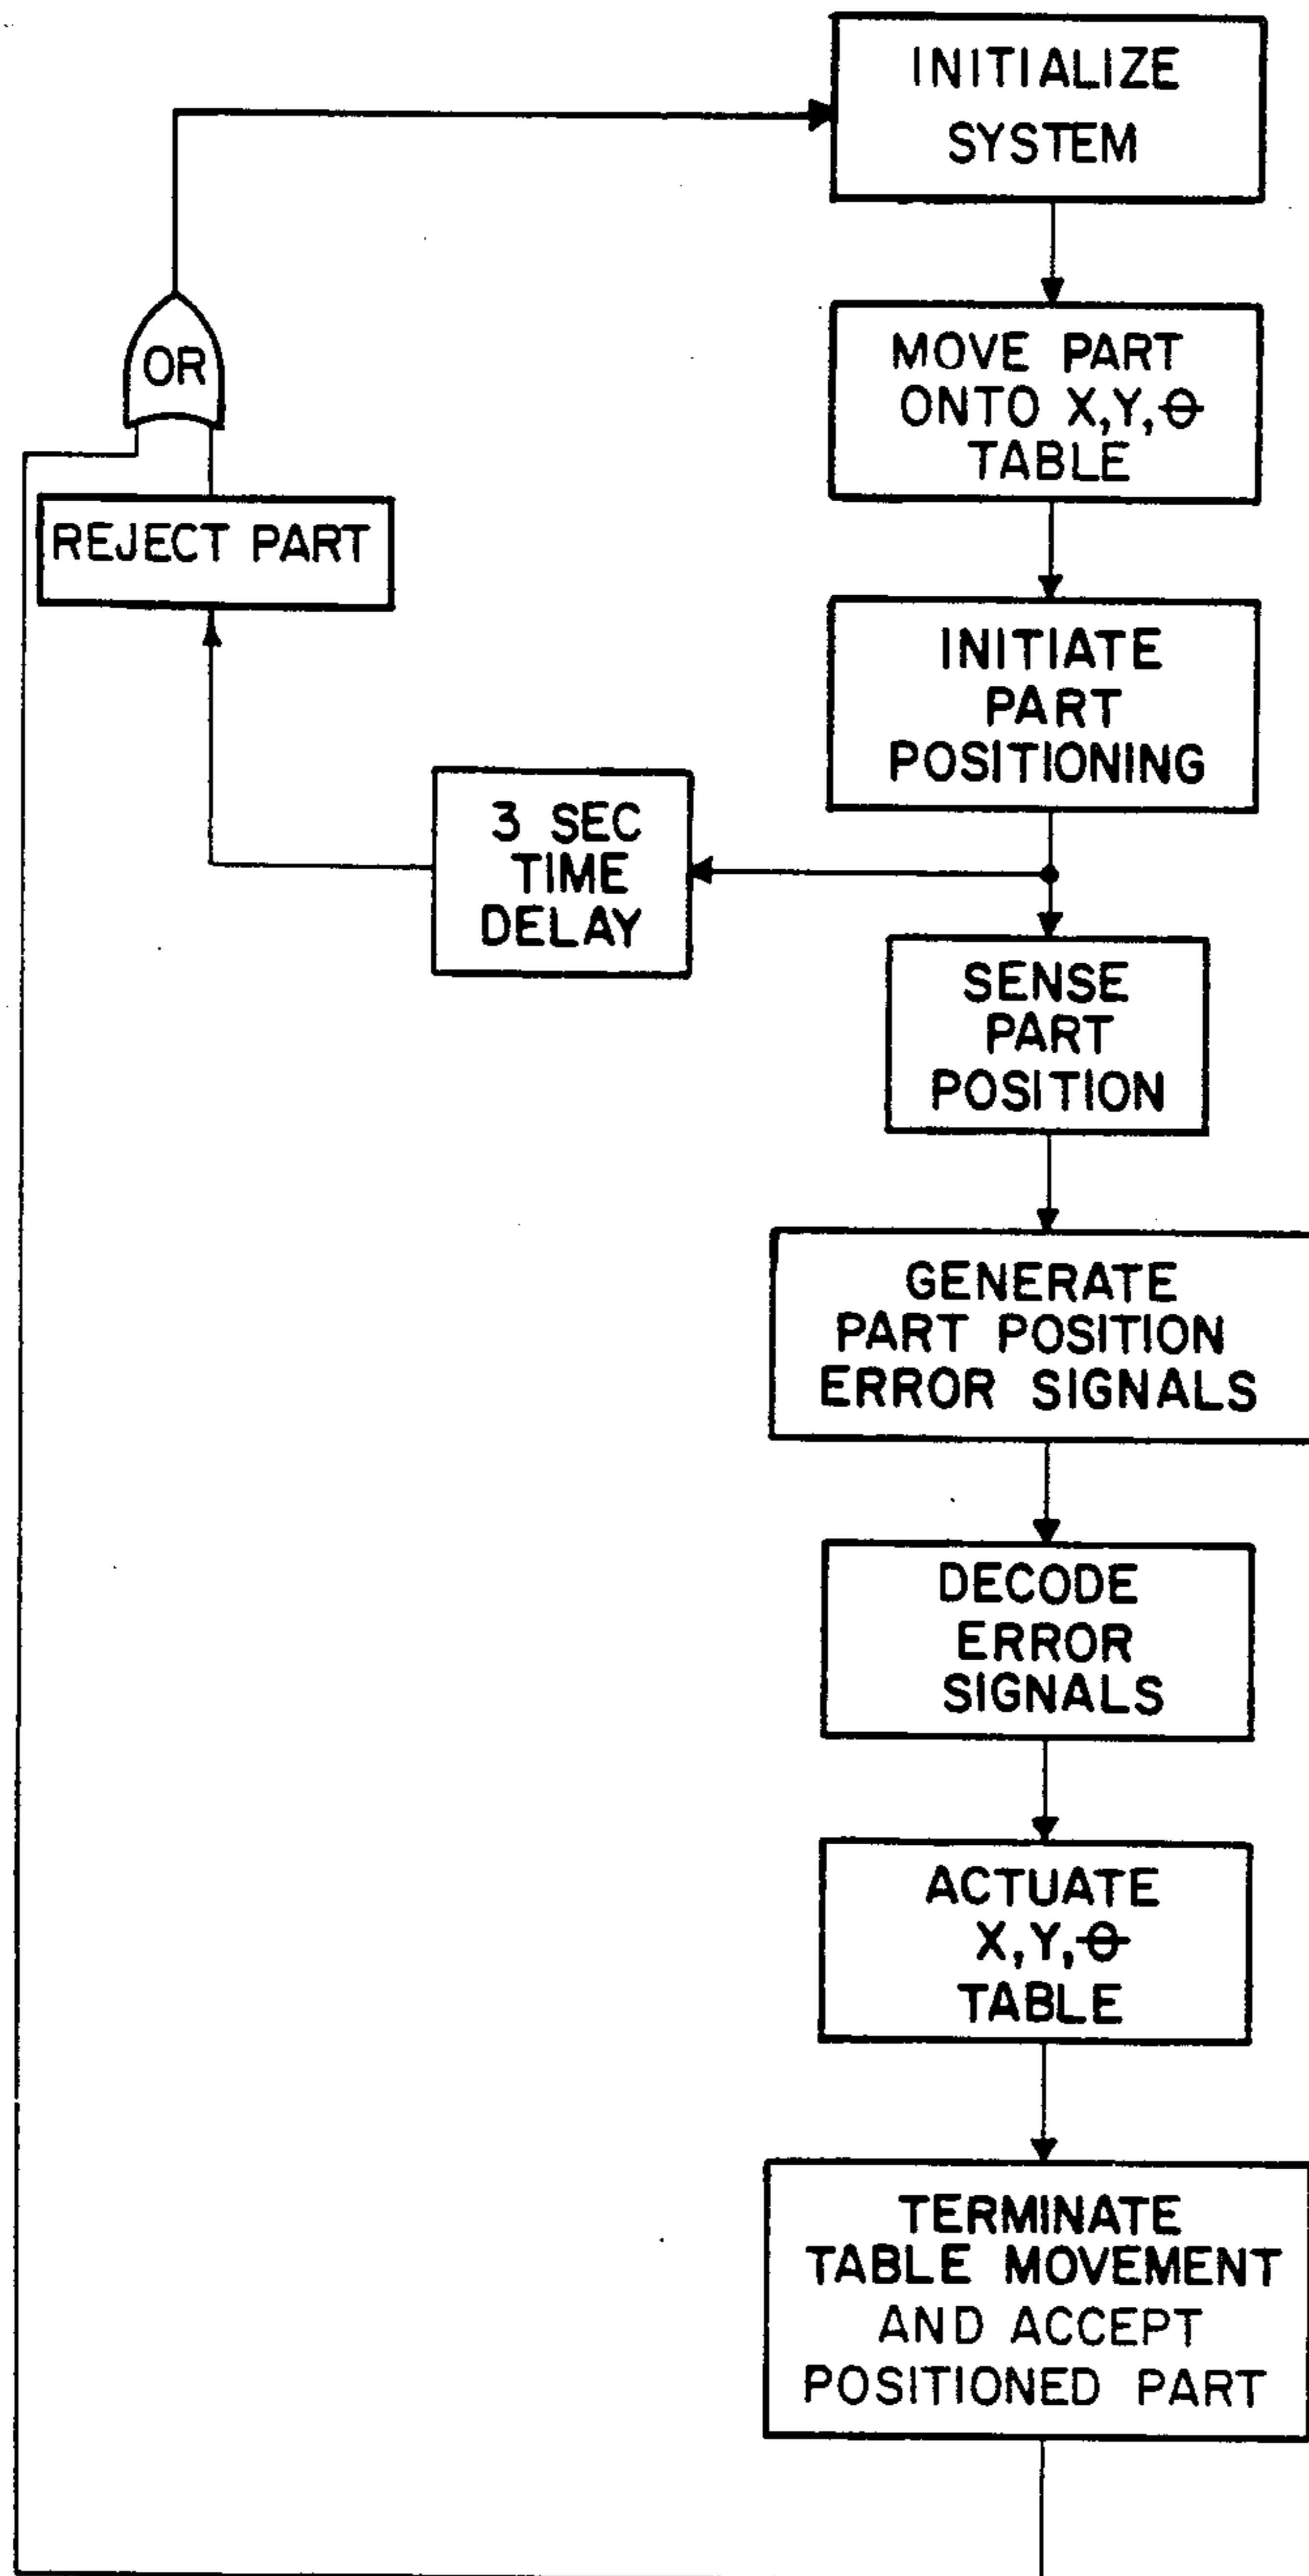 INITIALIZE
SYSTEM
MOVE PART
ONTO X,Y,Θ
TABLE
OR
REJECT PART
INITIATE
PART
POSITIONING
3 SEC
TIME
DELAY
SENSE
PART
POSITION
GENERATE
PART POSITION
ERROR SIGNALS
DECODE
ERROR
SIGNALS
ACTUATE
X,Y,Θ
TABLE
TERMINATE
TABLE MOVEMENT
AND ACCEPT
POSITIONED PART